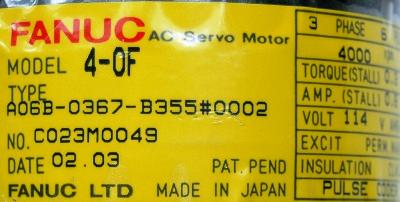 FANUC AC Servo Motor
MODEL 4-0F
TYPE
A06B-0367-B355#0002
NO. C023M0049
DATE 02.03
PAT. PEND
FANUC LTD MADE IN JAPAN
3 PHASE
4000
TORQUE(STALL)
AMP. (STALL)
VOLT 114 V
EXCIT PERM
INSULATION
PULSE CODER